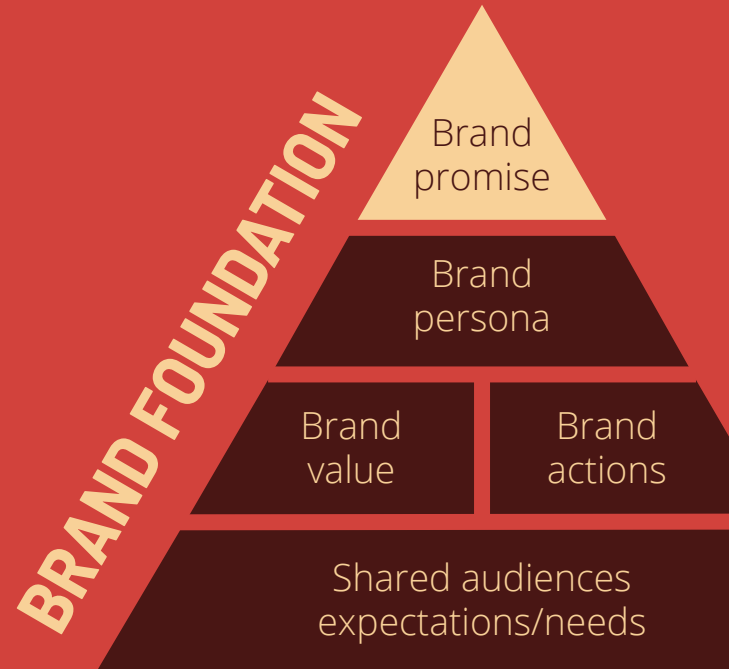 BRAND FOUNDATION
Brand
promise
Brand
persona
Brand
value
Brand
actions
Shared audiences
expectations/needs